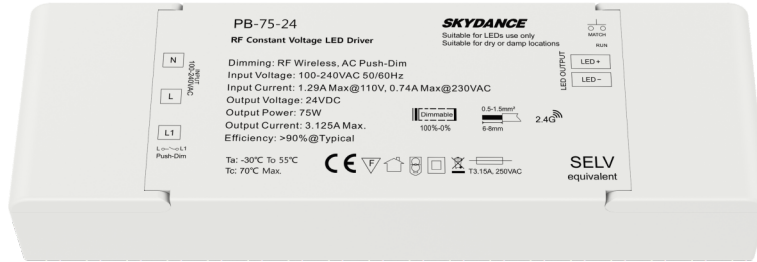 PB-75-24
RF Constant Voltage LED Driver
SKYDANCE
Suitable for LEDs use only
Suitable for dry or damp locations
MATCH
RUN
N
L
L1
INPUT
100-240VAC
L L1
Push-Dim
Dimming: RF Wireless, AC Push-Dim
Input Voltage: 100-240VAC 50/60Hz
Input Current: 1.29A Max@110V, 0.74A Max@230VAC
Output Voltage: 24VDC
Output Power: 75W
Output Current: 3.125A Max.
Efficiency: >90%@Typical
Dimmable
100%-0%
0.5-1.5mm²
6-8mm
2.4G
LED OUTPUT
LED +
LED −
Ta: -30℃ To 55℃
Tc: 70℃ Max.
CE
F
T3.15A, 250VAC
SELV
equivalent